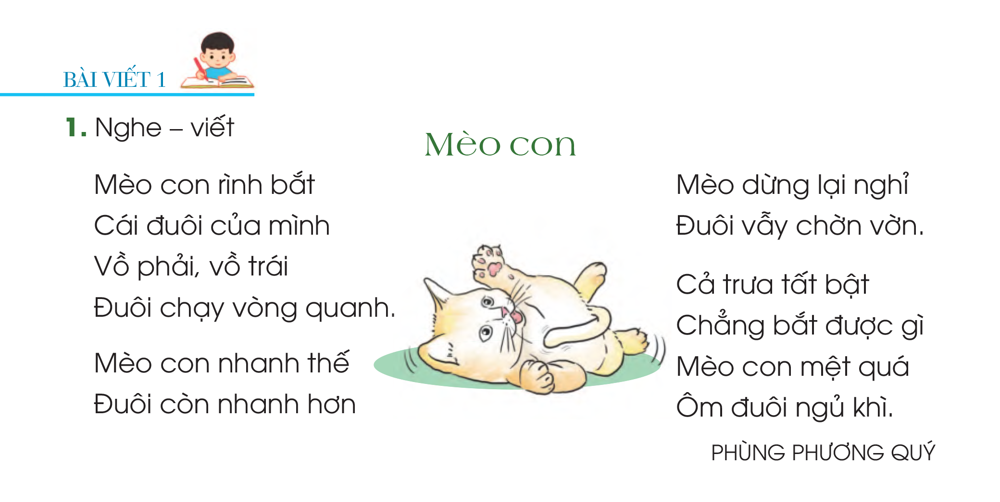 BÀI VIẾT 1
1. Nghe – viết
Mèo con
Mèo con rình bắt
Cái đuôi của mình
Vồ phải, vồ trái
Đuôi chạy vòng quanh.
Mèo con nhanh thế
Đuôi còn nhanh hơn
Mèo dừng lại nghỉ
Đuôi vẫy chờn vờn.
Cả trưa tất bật
Chẳng bắt được gì
Mèo con mệt quá
Ôm đuôi ngủ khì.
PHÙNG PHƯƠNG QUÝ